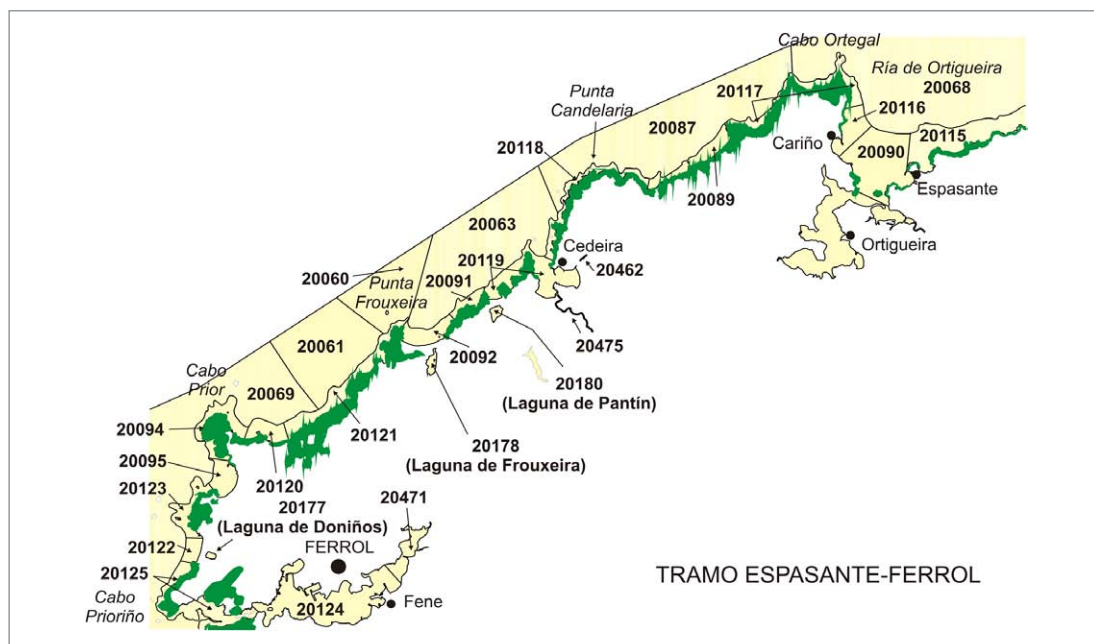 Cabo Ortegal
Ría de Ortigueira
20068
20117
Punta
Candelaria
20087
20116
20115
Cariño
20090
20118
20089
Espasante
20063
Cedeira
20462
Ortigueira
20060
20119
Punta
Frouxeira
20091
20475
20061
20092
20180
(Laguna de Pantín)
Cabo
Prior
20069
20121
20178
(Laguna de Frouxeira)
20094
20095
20120
20123
20177
(Laguna de Doniños)
20471
20122
FERROL
20125
Cabo
Prioriño
20124
Fene
TRAMO ESPASANTE-FERROL